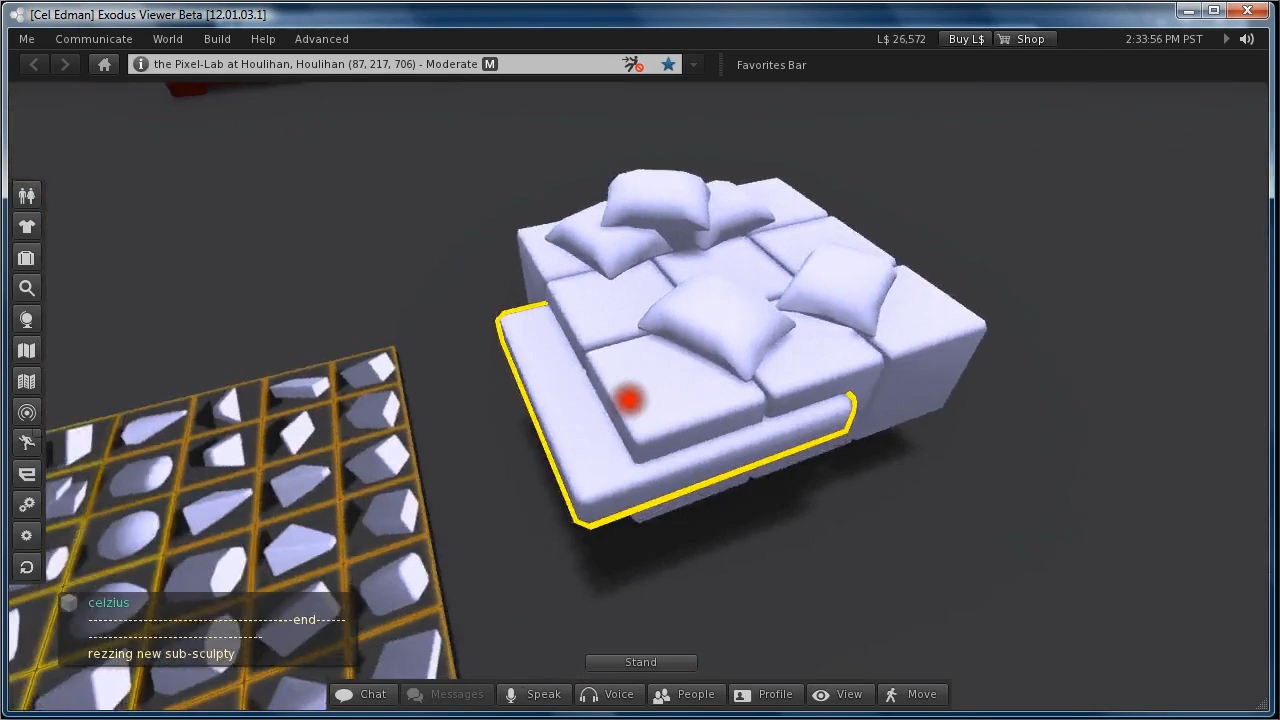 [Cel Edman] Exodus Viewer Beta [12.01.03.1]
Me Communicate World Build Help Advanced L$ 26,572 Buy L$ Shop 2:33:56 PM PST
the Pixel-Lab at Houlihan, Houlihan (87, 217, 706) - Moderate M Favorites Bar
celzius
------------------------------------------end------
-----------------------------------
rezzing new sub-sculpty
Stand
Chat Messages Speak Voice People Profile View Move